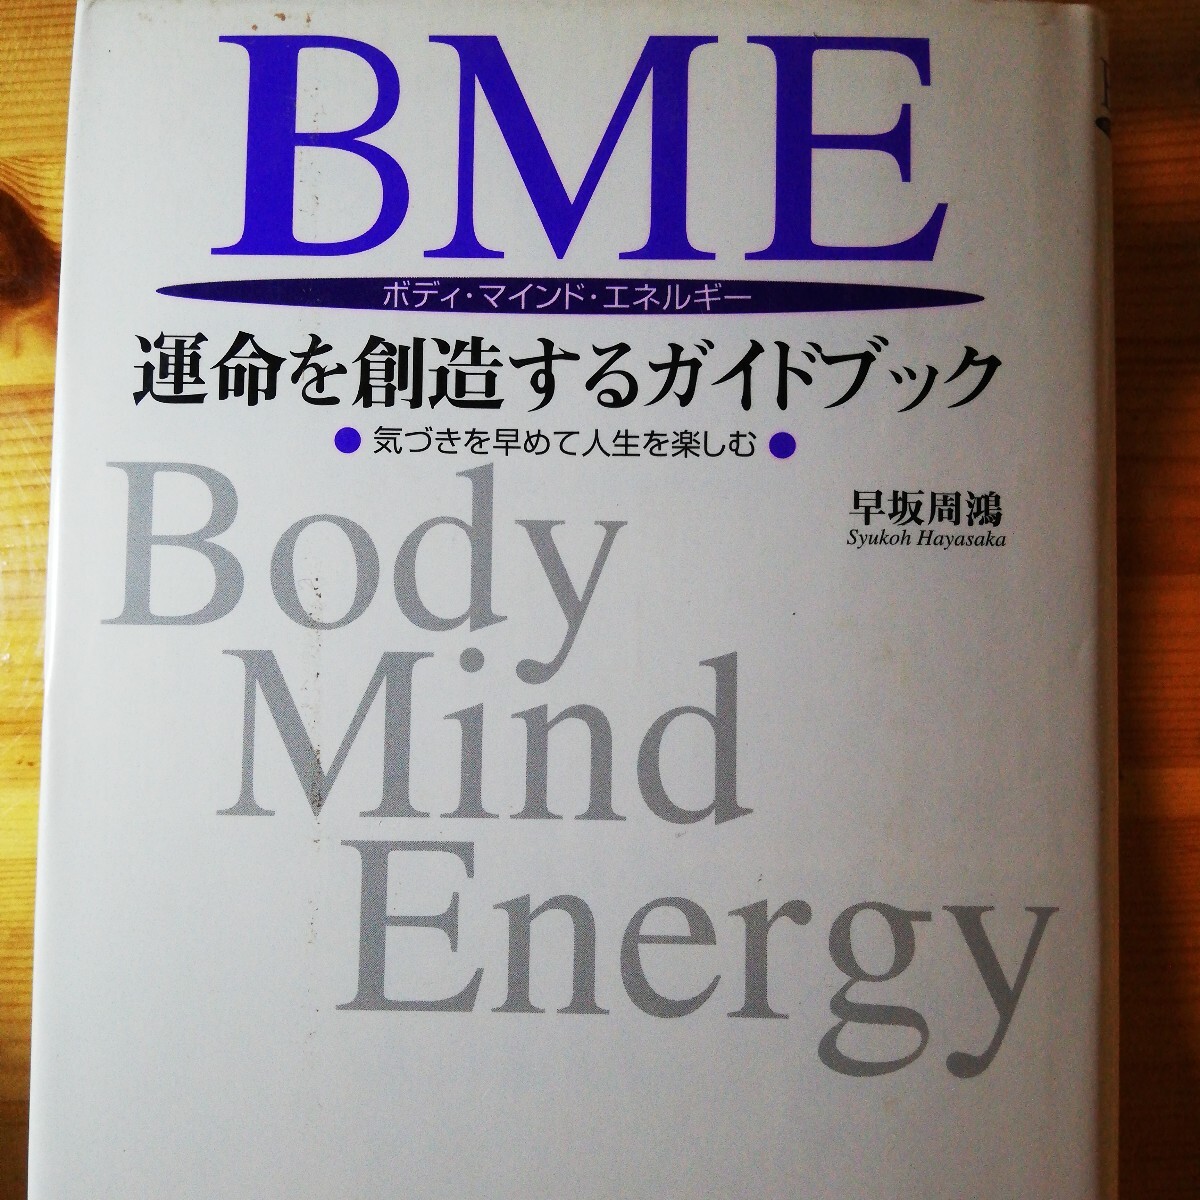 BME
ボディ・マインド・エネルギー
運命を創造するガイドブック
● 気づきを早めて人生を楽しむ ●
早坂周鴻
Syukoh Hayasaka
Body
Mind
Energy